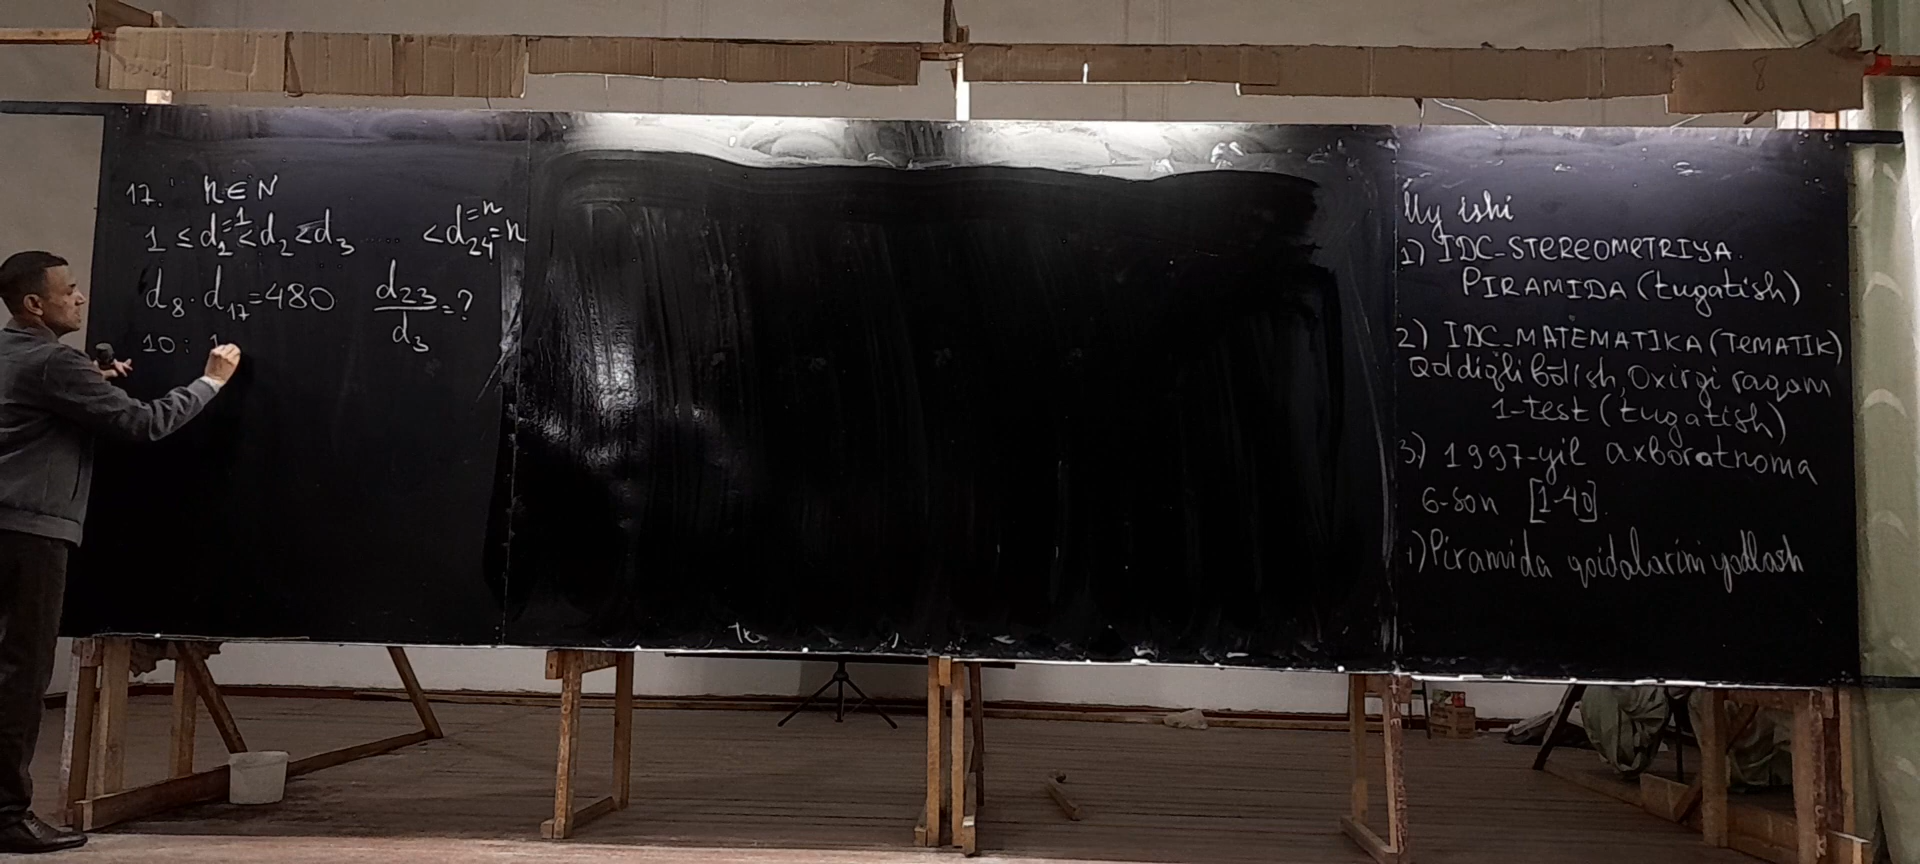 17. n∈N
1 ≤ d₁=1 < d₂ < d₃ .... < d₂₄=n =n
d₈ · d₁₇ = 480 d₂₃/d₃ = ?
10 : 1
Uy ishi
1) IDC-STEREOMETRIYA.
PIRAMIDA (tugatish)
2) IDC-MATEMATIKA (TEMATIK)
Qoldiqli bo'lish, Oxirgi raqam
1-test (tugatish)
3) 1997-yil axborotnoma
6-son [1-40].
4) Piramida qoidalarini yodlash
8